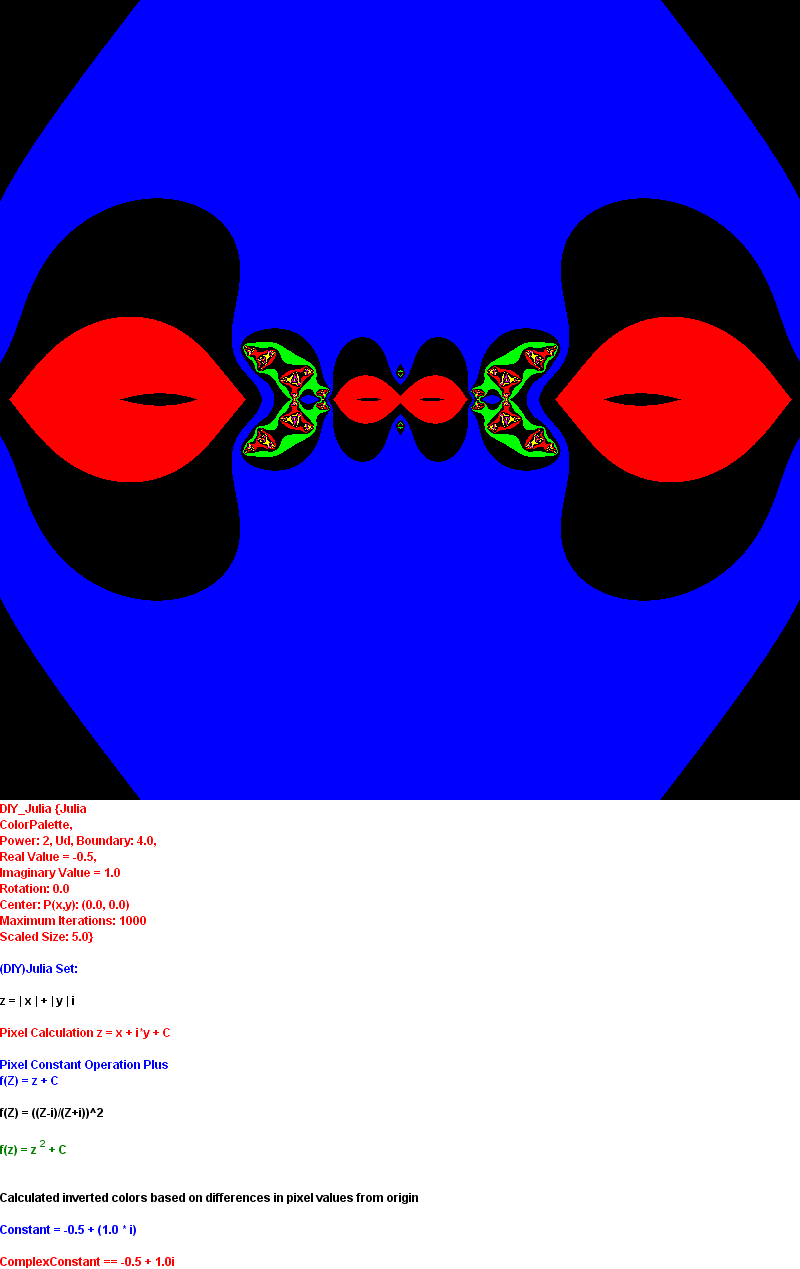 DIY_Julia {Julia
ColorPalette,
Power: 2, Ud, Boundary: 4.0,
Real Value = -0.5,
Imaginary Value = 1.0
Rotation: 0.0
Center: P(x,y): (0.0, 0.0)
Maximum Iterations: 1000
Scaled Size: 5.0}
(DIY)Julia Set:
z = | x | + | y | i
Pixel Calculation z = x + i*y + C
Pixel Constant Operation Plus
f(Z) = z + C
f(Z) = ((Z-i)/(Z+i))^2
f(z) = z 2 + C
Calculated inverted colors based on differences in pixel values from origin
Constant = -0.5 + (1.0 * i)
ComplexConstant == -0.5 + 1.0i